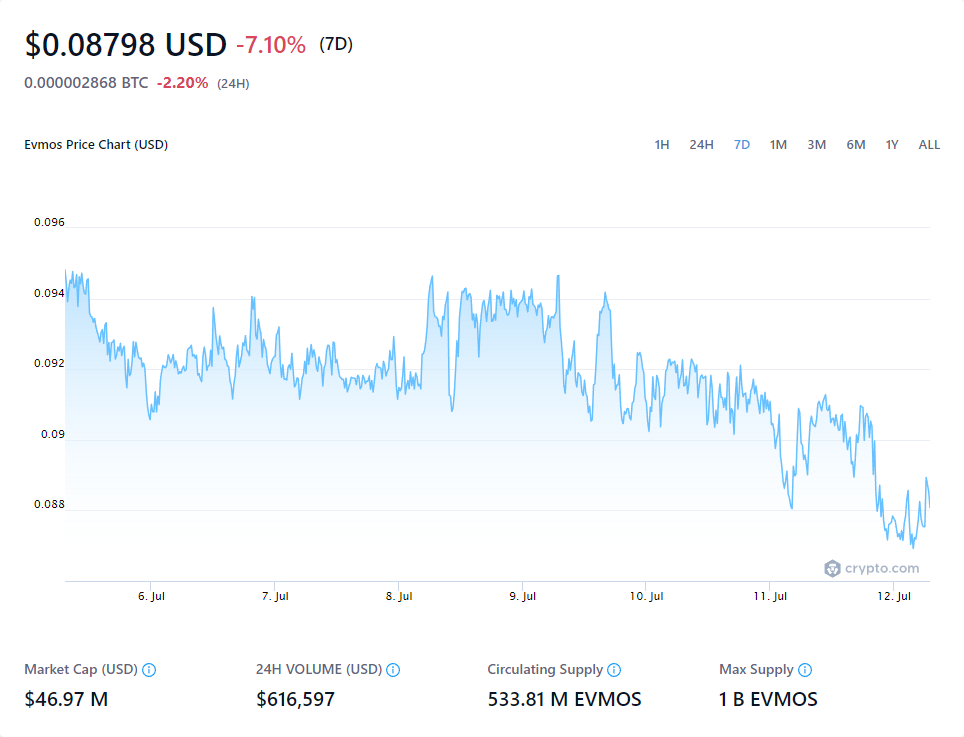 $0.08798 USD -7.10% (7D)
0.000002868 BTC -2.20% (24H)
Evmos Price Chart (USD)
1H 24H 7D 1M 3M 6M 1Y ALL
0.096
0.094
0.092
0.09
0.088
crypto.com
6. Jul 7. Jul 8. Jul 9. Jul 10. Jul 11. Jul 12. Jul
Market Cap (USD) 24H VOLUME (USD) Circulating Supply Max Supply
$46.97 M $616,597 533.81 M EVMOS 1 B EVMOS